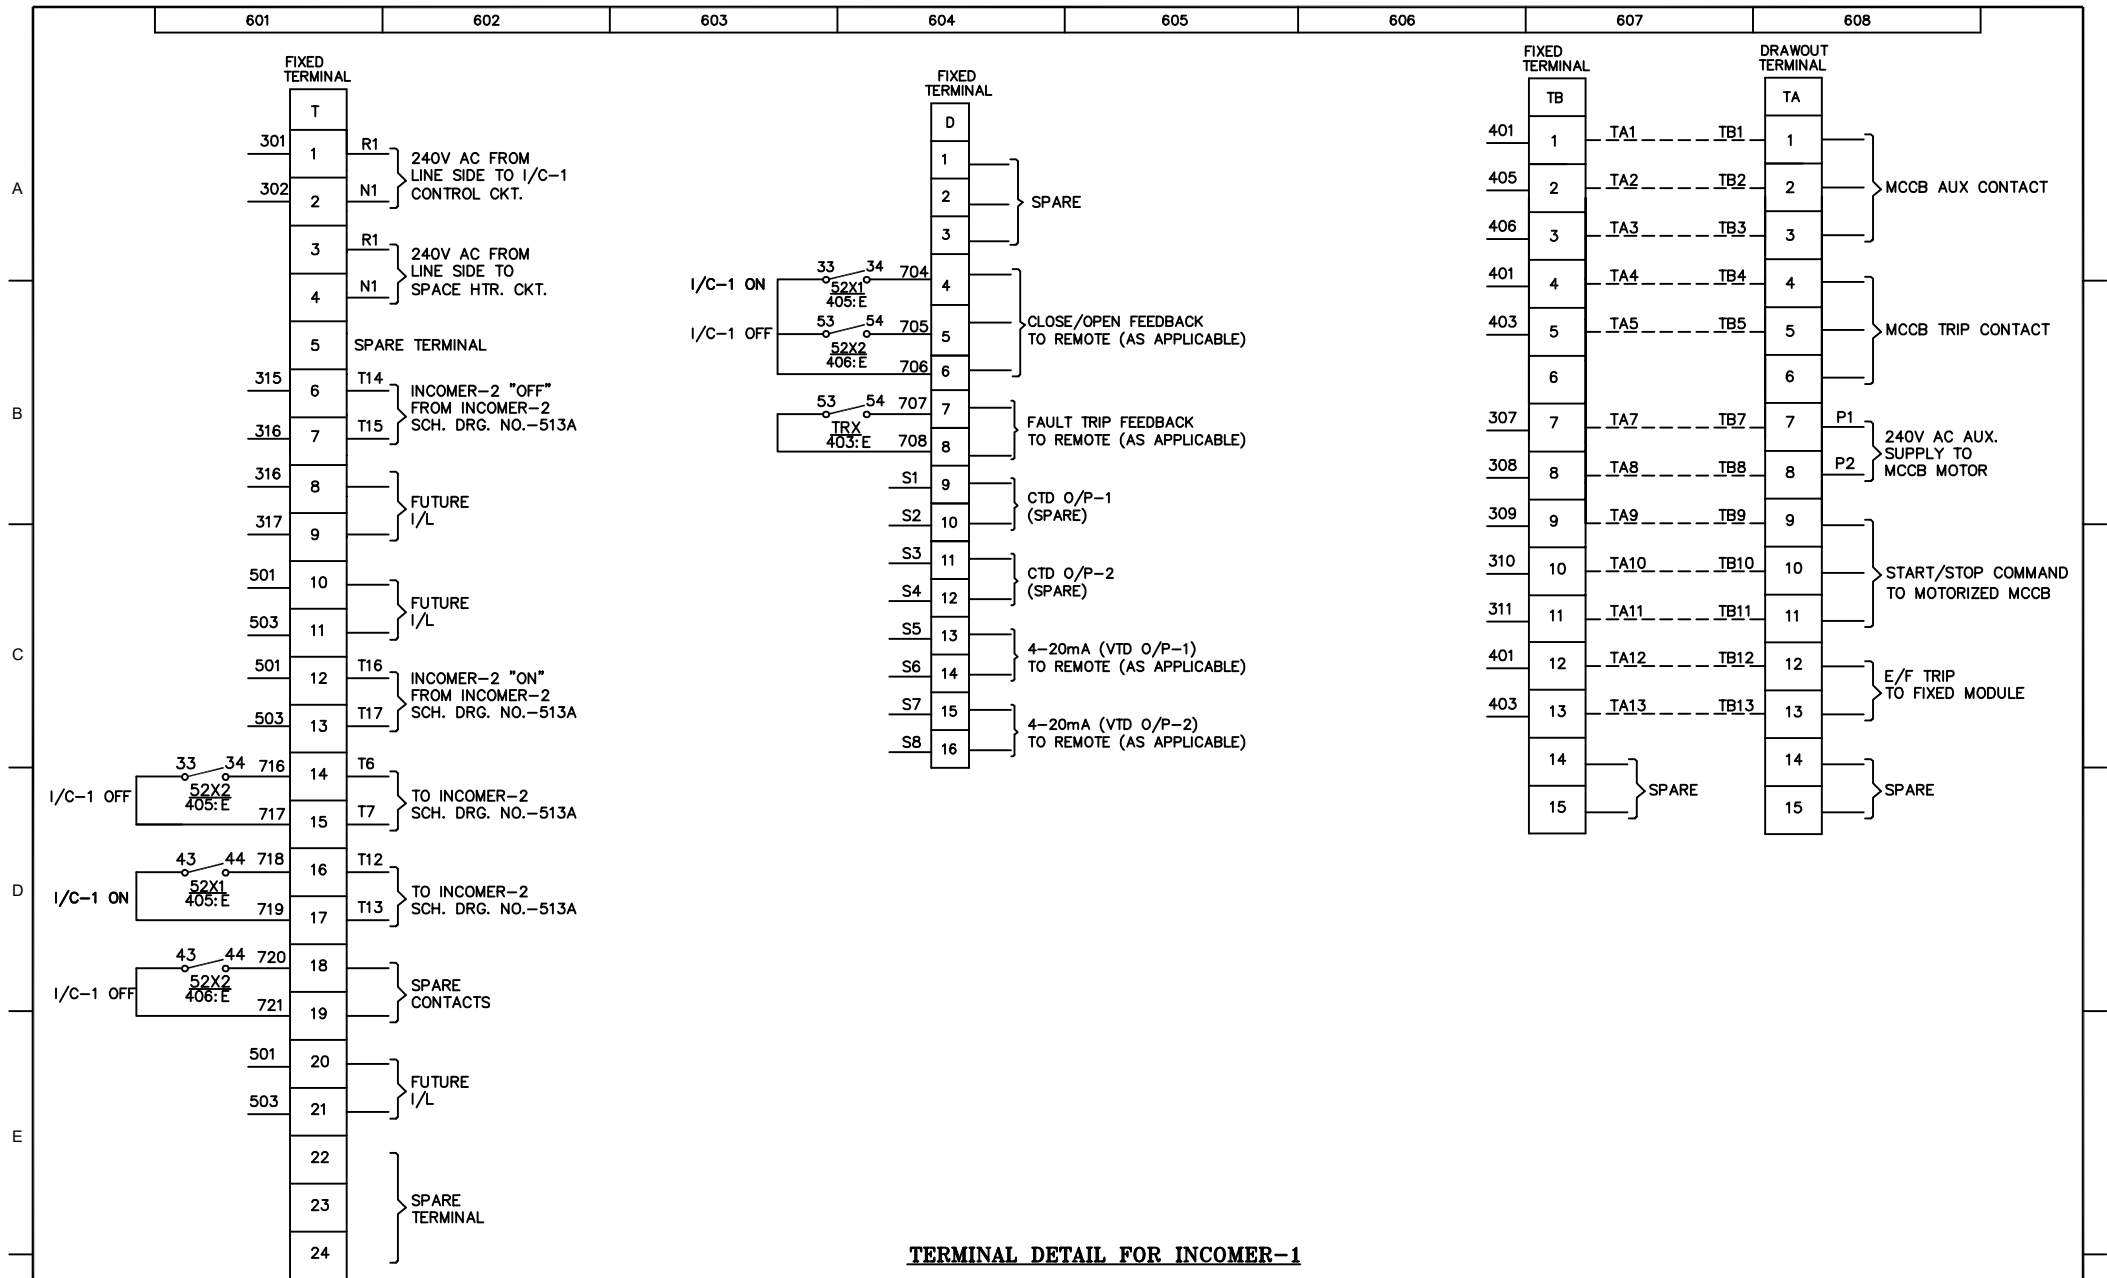 601 602 603 604 605 606 607 608
A
B
C
D
E
FIXED
TERMINAL
T
301 1 R1
302 2 N1
240V AC FROM
LINE SIDE TO I/C-1
CONTROL CKT.
3 R1
4 N1
240V AC FROM
LINE SIDE TO
SPACE HTR. CKT.
5 SPARE TERMINAL
315 6 T14
316 7 T15
INCOMER-2 "OFF"
FROM INCOMER-2
SCH. DRG. NO.-513A
316 8
317 9
FUTURE
I/L
501 10
503 11
FUTURE
I/L
501 12 T16
503 13 T17
INCOMER-2 "ON"
FROM INCOMER-2
SCH. DRG. NO.-513A
I/C-1 OFF
33 34 716 14 T6
52X2
405:E
717 15 T7
TO INCOMER-2
SCH. DRG. NO.-513A
I/C-1 ON
43 44 718 16 T12
52X1
405:E
719 17 T13
TO INCOMER-2
SCH. DRG. NO.-513A
I/C-1 OFF
43 44 720 18
52X2
406:E
721 19
SPARE
CONTACTS
501 20
503 21
FUTURE
I/L
22
23
24
SPARE
TERMINAL
FIXED
TERMINAL
D
1
2
3
SPARE
I/C-1 ON
33 34 704 4
52X1
405:E
I/C-1 OFF
53 54 705 5
52X2
406:E
706 6
CLOSE/OPEN FEEDBACK
TO REMOTE (AS APPLICABLE)
53 54 707 7
TRX
403:E
708 8
FAULT TRIP FEEDBACK
TO REMOTE (AS APPLICABLE)
S1 9
S2 10
CTD O/P-1
(SPARE)
S3 11
S4 12
CTD O/P-2
(SPARE)
S5 13
S6 14
4-20mA (VTD O/P-1)
TO REMOTE (AS APPLICABLE)
S7 15
S8 16
4-20mA (VTD O/P-2)
TO REMOTE (AS APPLICABLE)
FIXED
TERMINAL
DRAWOUT
TERMINAL
TB TA
401 1 TA1 TB1 1
405 2 TA2 TB2 2
406 3 TA3 TB3 3
MCCB AUX CONTACT
401 4 TA4 TB4 4
403 5 TA5 TB5 5
6 6
MCCB TRIP CONTACT
307 7 TA7 TB7 7 P1
308 8 TA8 TB8 8 P2
240V AC AUX.
SUPPLY TO
MCCB MOTOR
309 9 TA9 TB9 9
310 10 TA10 TB10 10
311 11 TA11 TB11 11
START/STOP COMMAND
TO MOTORIZED MCCB
401 12 TA12 TB12 12
403 13 TA13 TB13 13
E/F TRIP
TO FIXED MODULE
14 14
15 15
SPARE SPARE
TERMINAL DETAIL FOR INCOMER-1